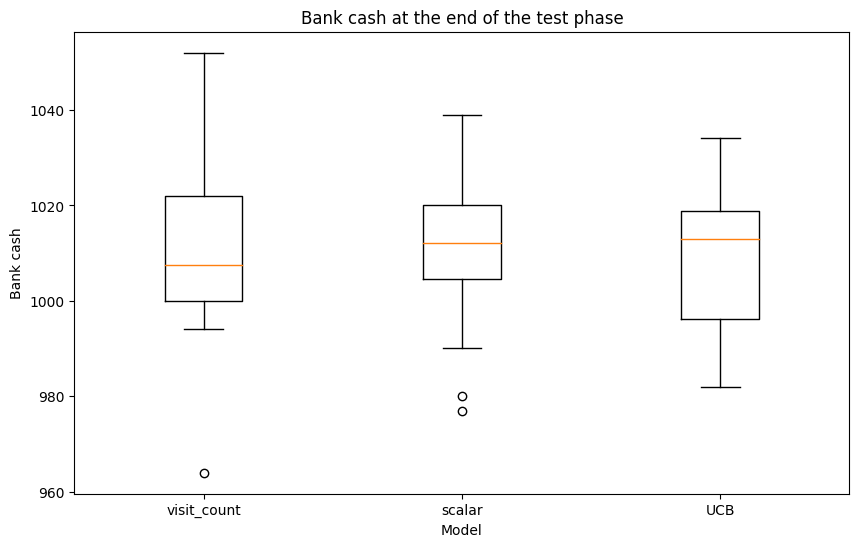 Bank cash at the end of the test phase
1040
1020
1000
980
960
Bank cash
visit_count
scalar
UCB
Model